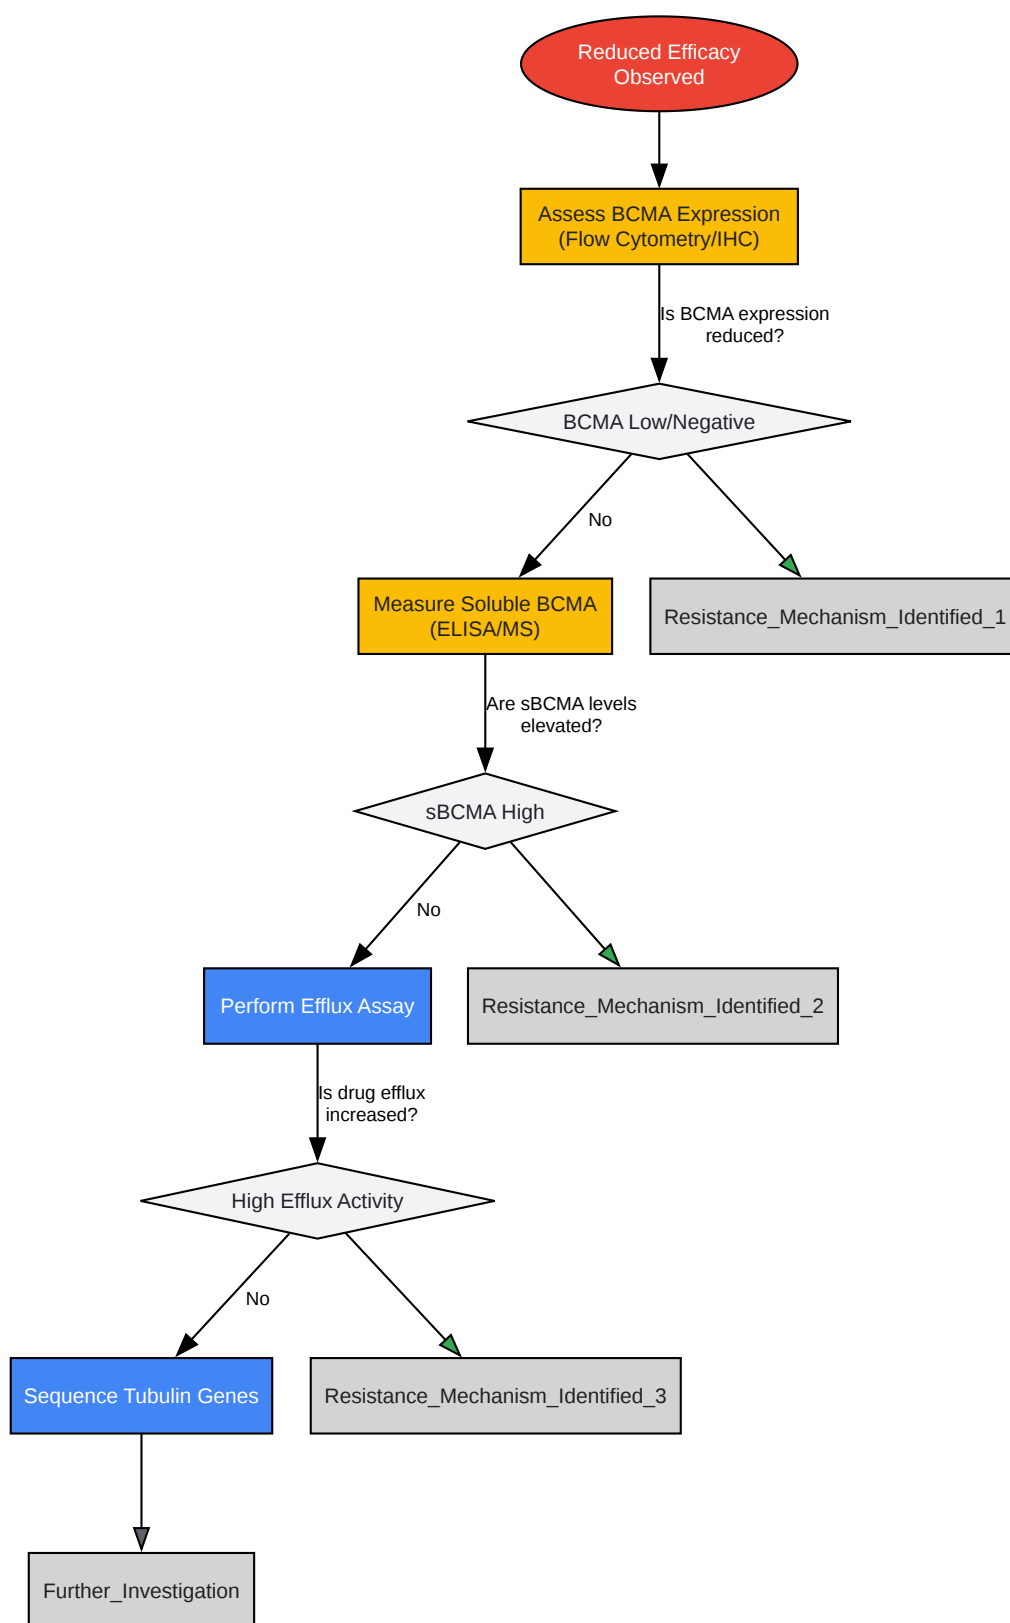 Reduced Efficacy
Observed
Assess BCMA Expression
(Flow Cytometry/IHC)
Is BCMA expression
reduced?
BCMA Low/Negative
No
Measure Soluble BCMA
(ELISA/MS)
Resistance_Mechanism_Identified_1
Are sBCMA levels
elevated?
sBCMA High
No
Perform Efflux Assay
Resistance_Mechanism_Identified_2
Is drug efflux
increased?
High Efflux Activity
No
Sequence Tubulin Genes
Resistance_Mechanism_Identified_3
Further_Investigation